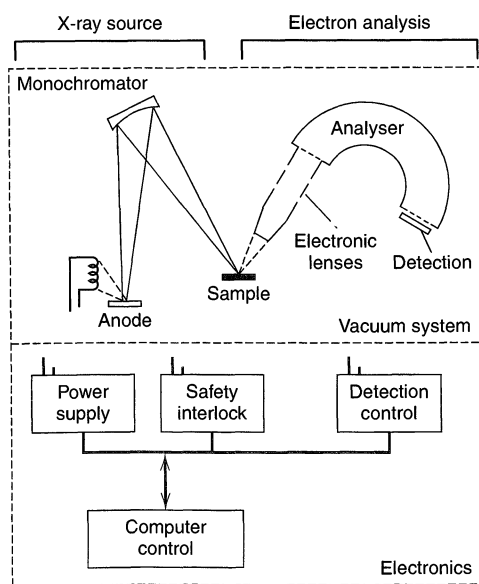 X-ray source
Electron analysis
Monochromator
Analyser
Electronic
lenses
Detection
Sample
Anode
Vacuum system
Power
supply
Safety
interlock
Detection
control
Computer
control
Electronics